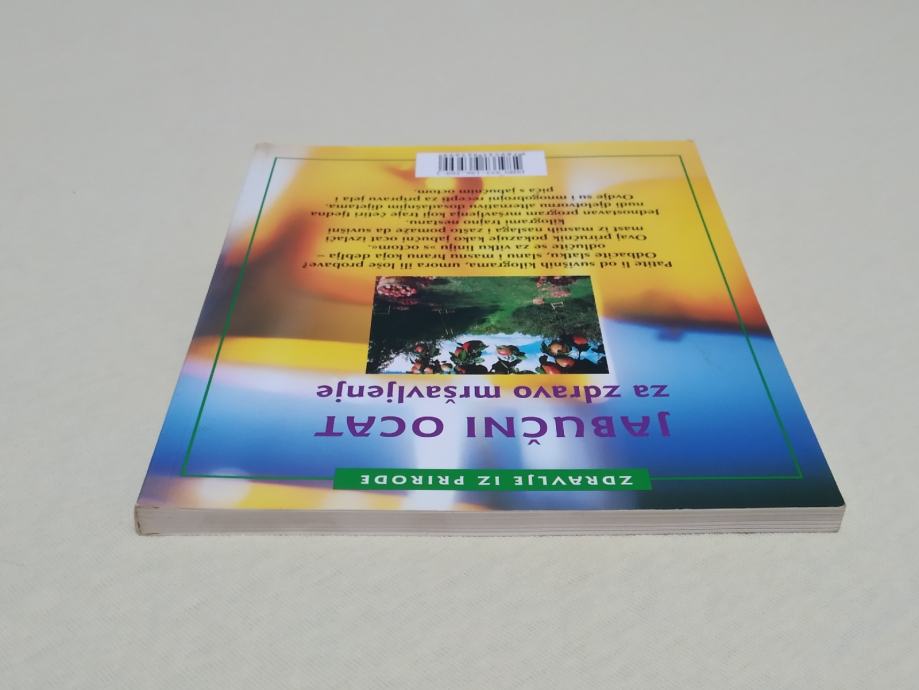 ZDRAVLJE IZ PRIRODE
JABUČNI OCAT
za zdravo mršavljenje
Patite li od suvišnih kilograma, umora ili loše probave?
Odbacite slatku, slanu i masnu hranu koja deblja –
odlučite se za vitku liniju »s octom«.
Ovaj priručnik pokazuje kako jabučni ocat izvlači
mast iz masnih naslaga i zašto pomaže da suvišni
kilogrami trajno nestanu.
Jednostavan program mršavljenja koji traje četiri tjedna
nudi djelotvornu alternativu dosadašnjim dijetama.
Ovdje su i mnogobrojni recepti za pripravu jela i
pića s jabučnim octom.